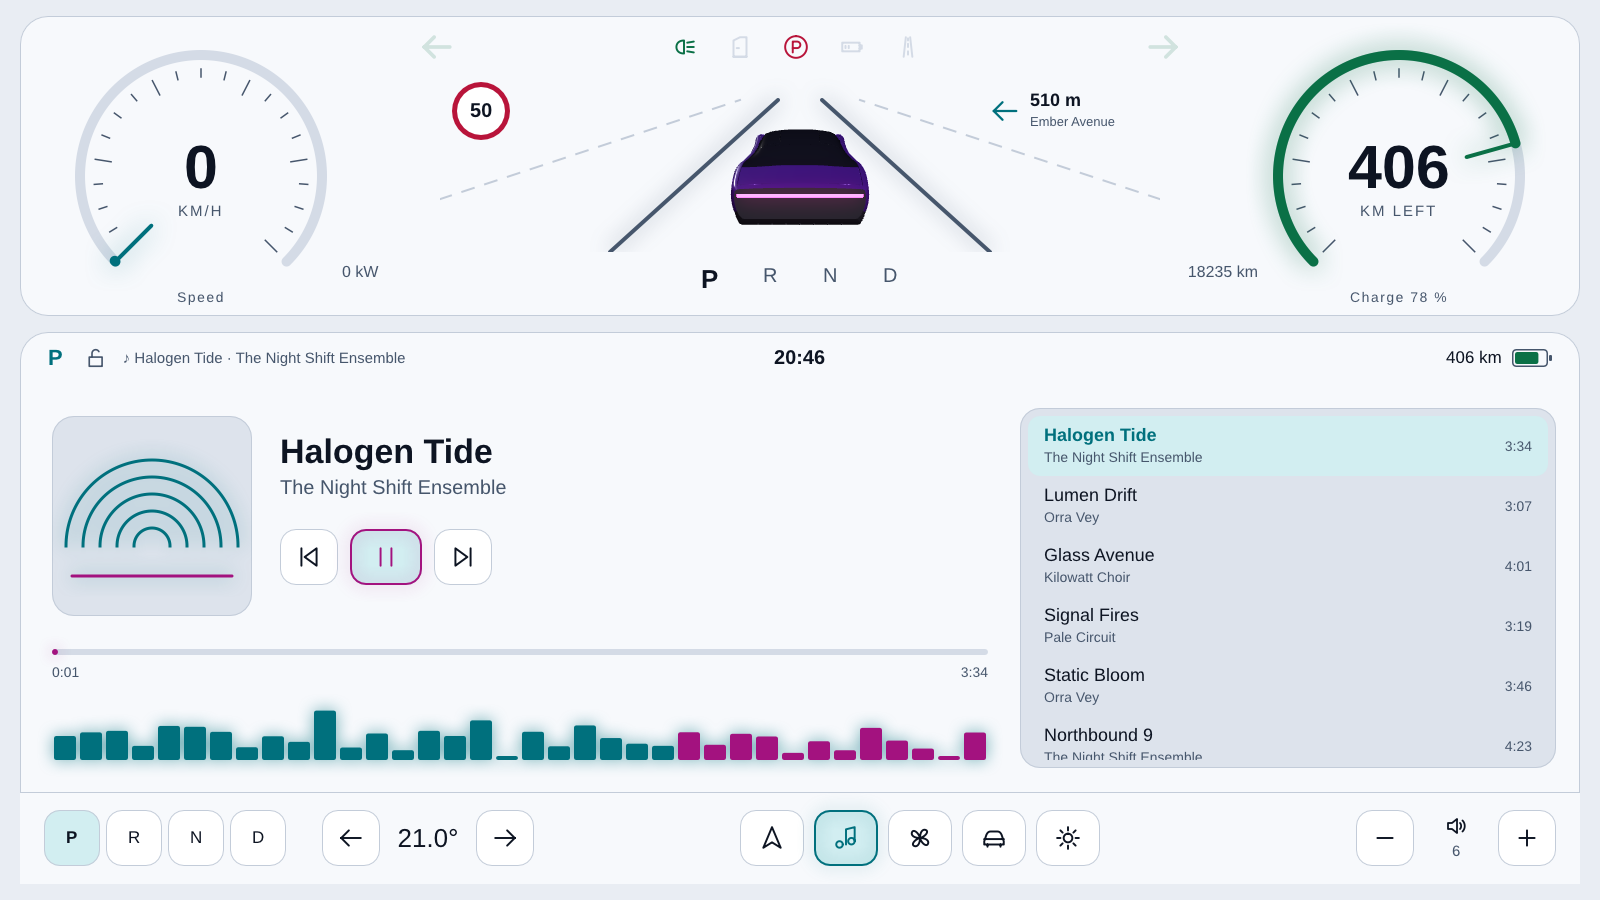 0
KM/H
Speed
0 kW
50
510 m
Ember Avenue
P R N D
406
KM LEFT
18235 km
Charge 78 %
P
♪ Halogen Tide · The Night Shift Ensemble
20:46
406 km
Halogen Tide
The Night Shift Ensemble
0:01
3:34
Halogen Tide
The Night Shift Ensemble
3:34
Lumen Drift
Orra Vey
3:07
Glass Avenue
Kilowatt Choir
4:01
Signal Fires
Pale Circuit
3:19
Static Bloom
Orra Vey
3:46
Northbound 9
The Night Shift Ensemble
4:23
P R N D
21.0°
6